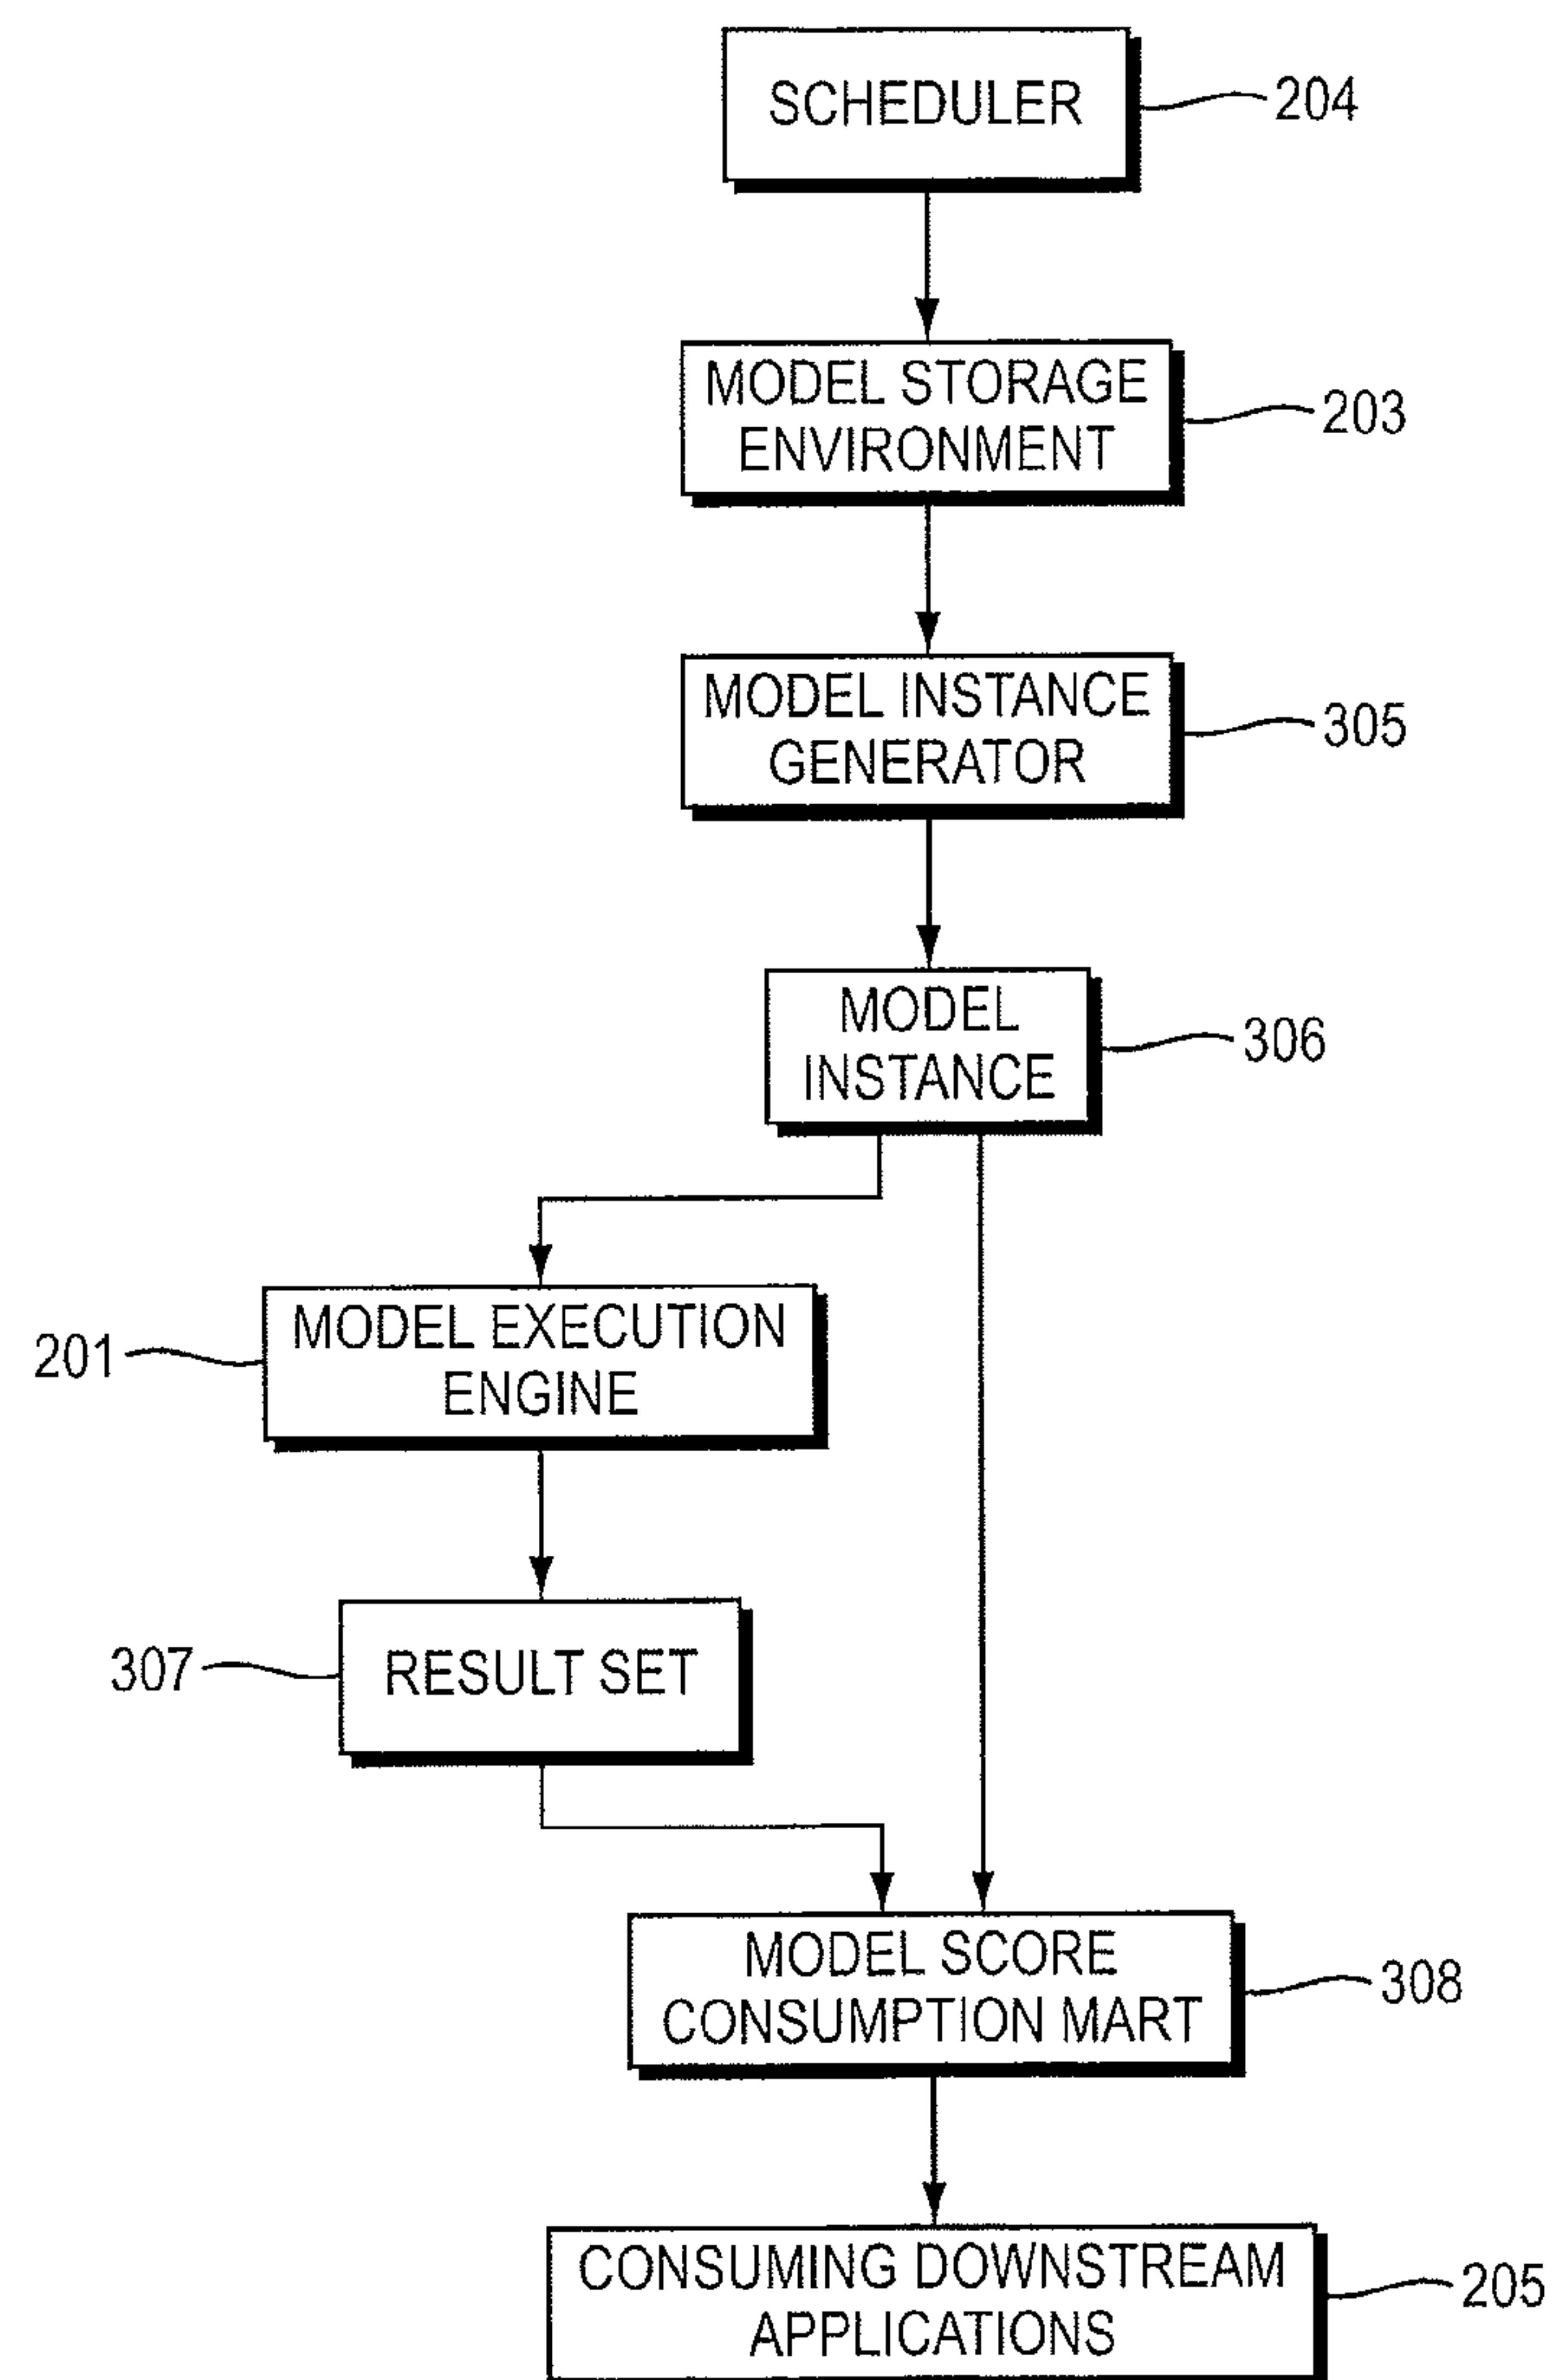 SCHEDULER
204
MODEL STORAGE
ENVIRONMENT
203
MODEL INSTANCE
GENERATOR
305
MODEL
INSTANCE
306
201
MODEL EXECUTION
ENGINE
307
RESULT SET
MODEL SCORE
CONSUMPTION MART
308
CONSUMING DOWNSTREAM
APPLICATIONS
205